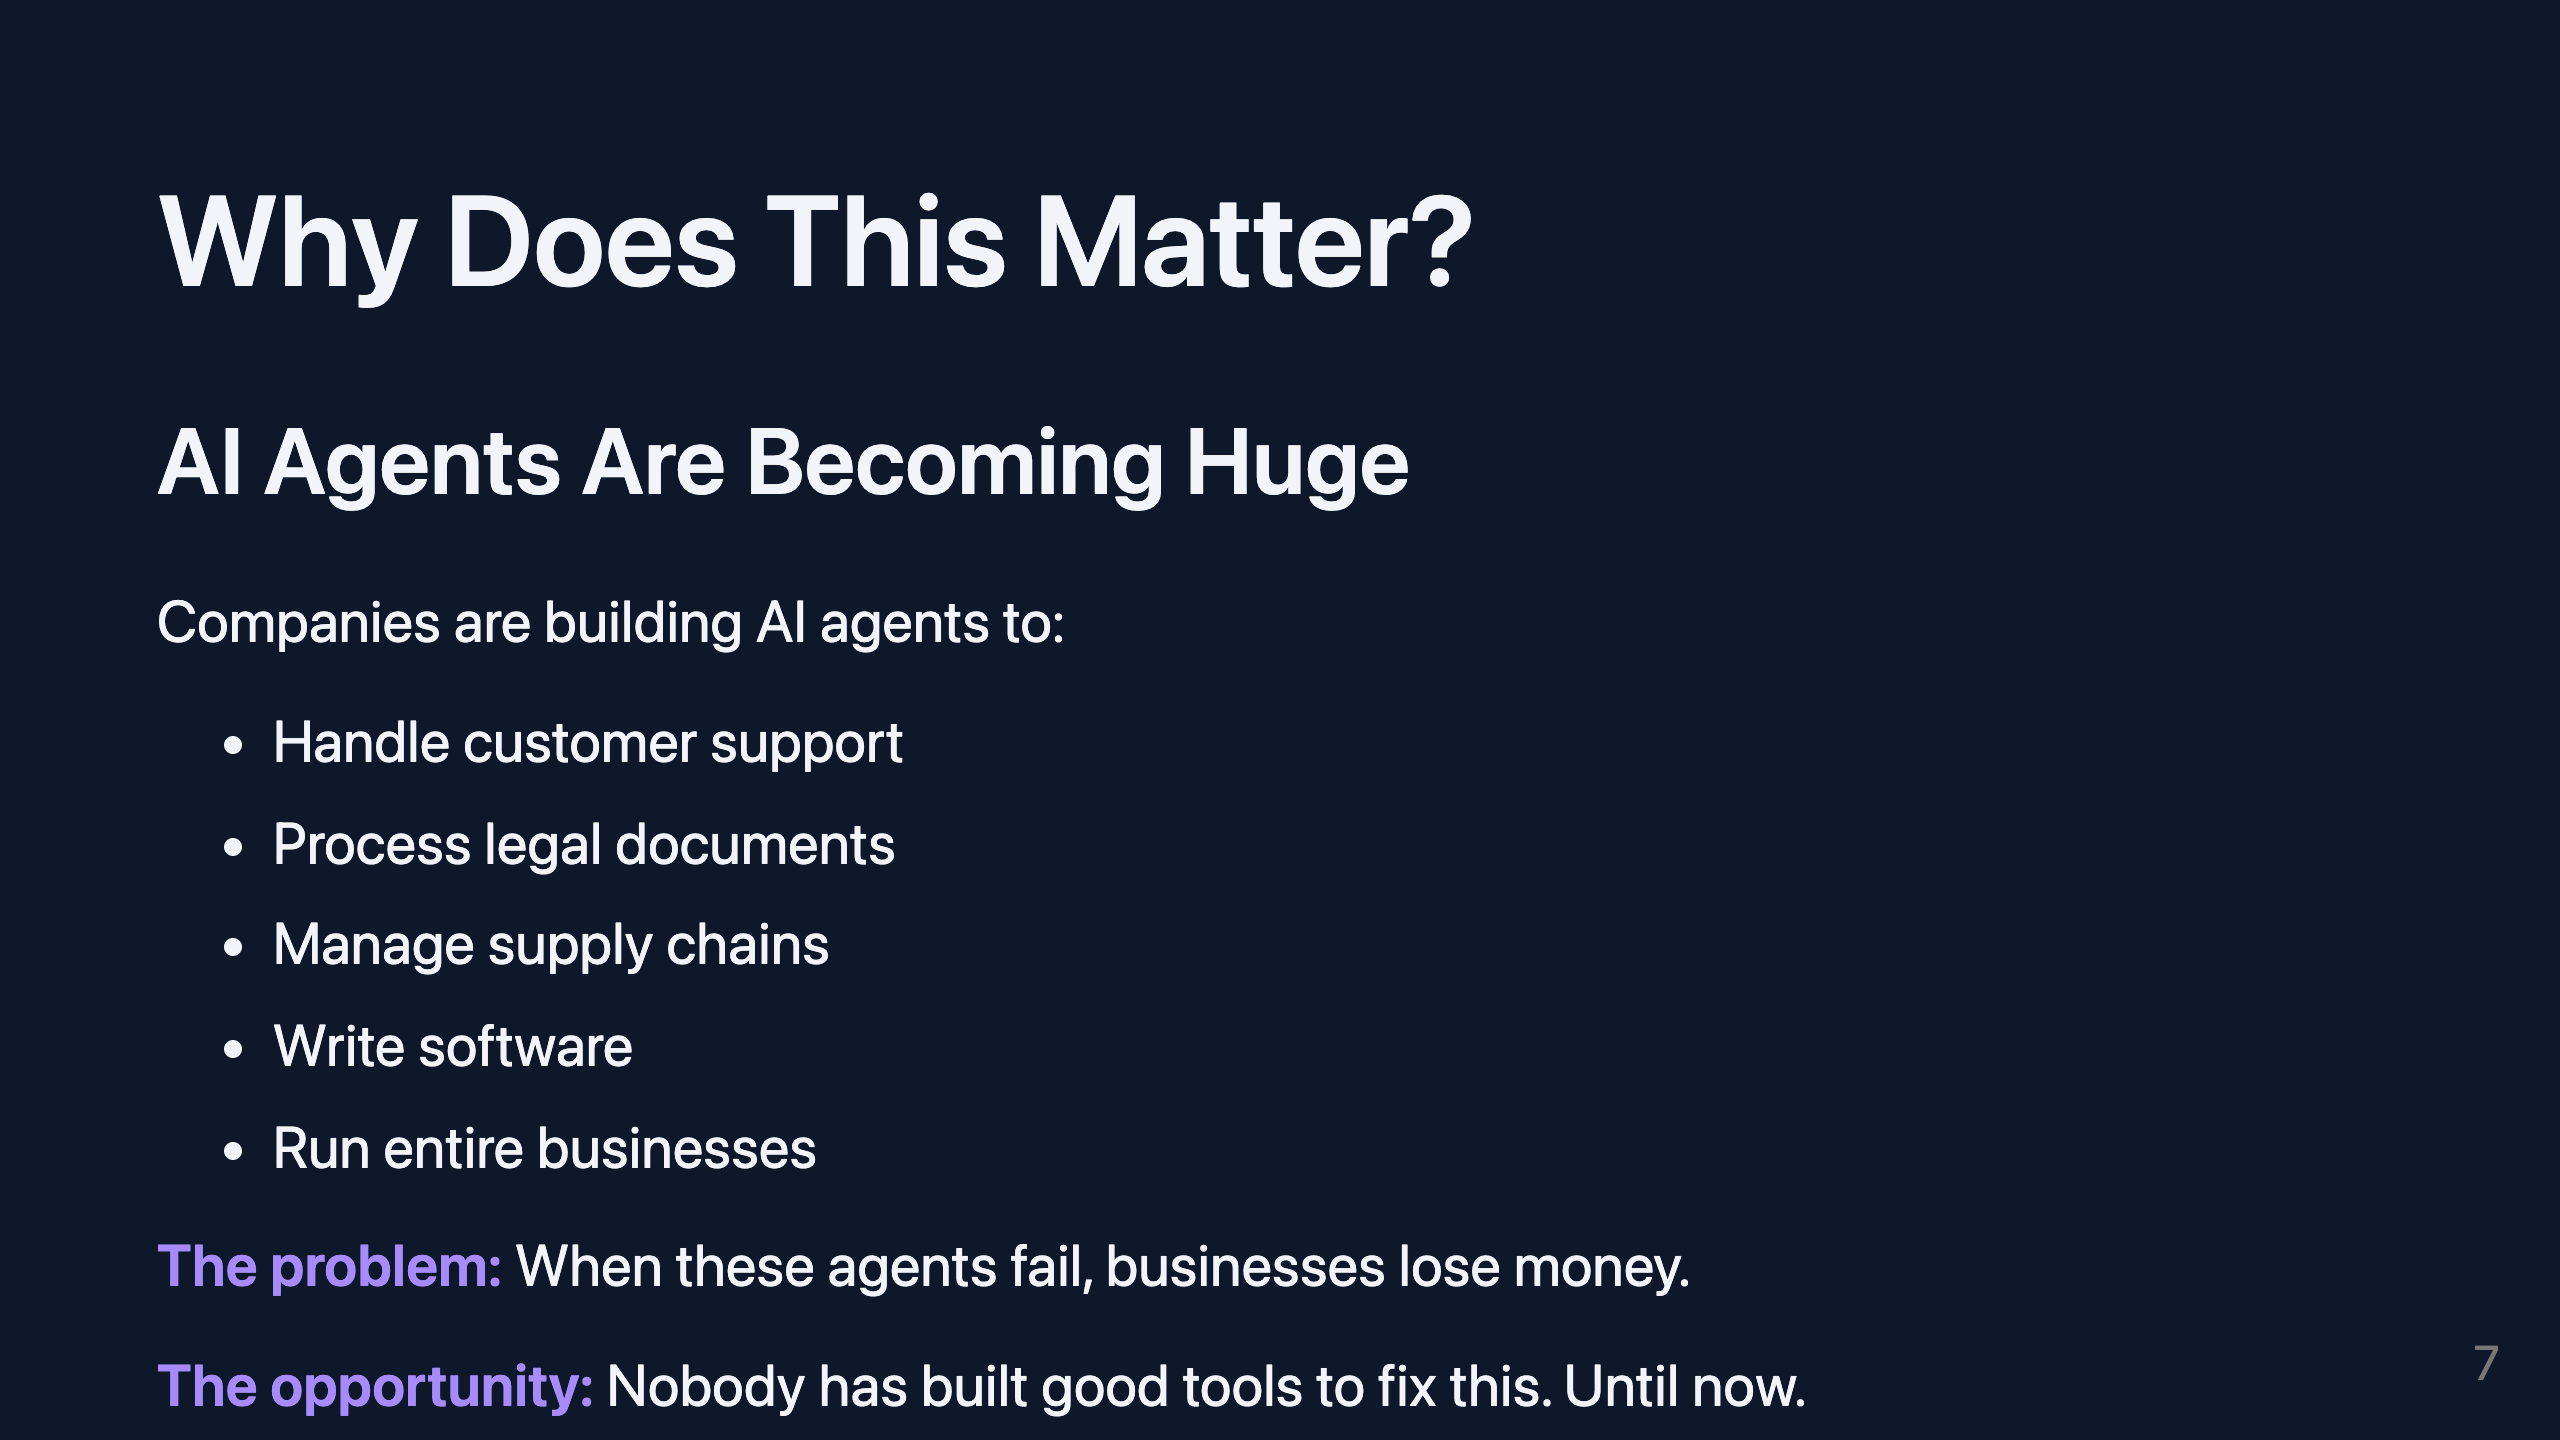 Why Does This Matter?
AI Agents Are Becoming Huge
Companies are building AI agents to:
• Handle customer support
• Process legal documents
• Manage supply chains
• Write software
• Run entire businesses
The problem: When these agents fail, businesses lose money.
The opportunity: Nobody has built good tools to fix this. Until now.
7